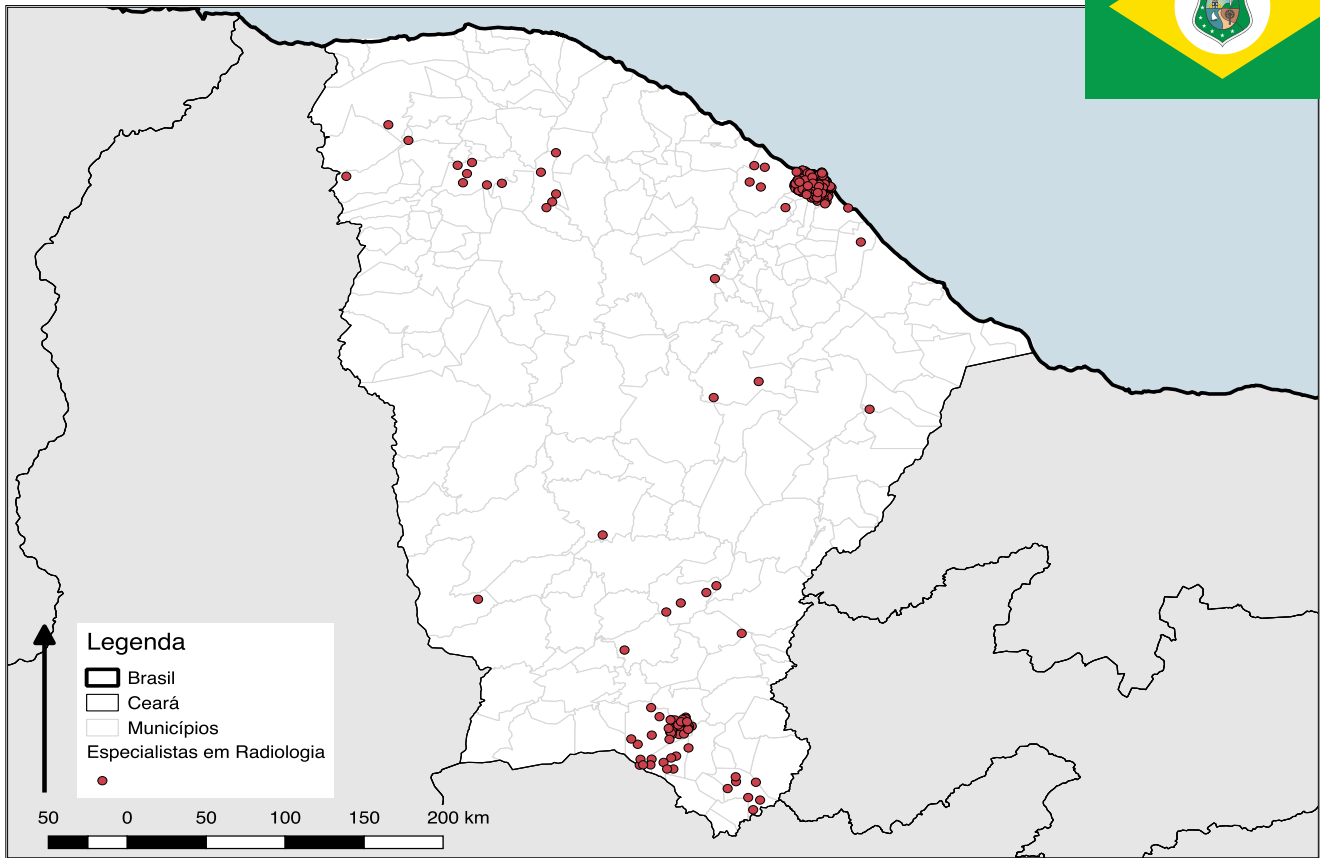 Legenda
Brasil
Ceará
Municípios
Especialistas em Radiologia
50 0 50 100 150 200 km